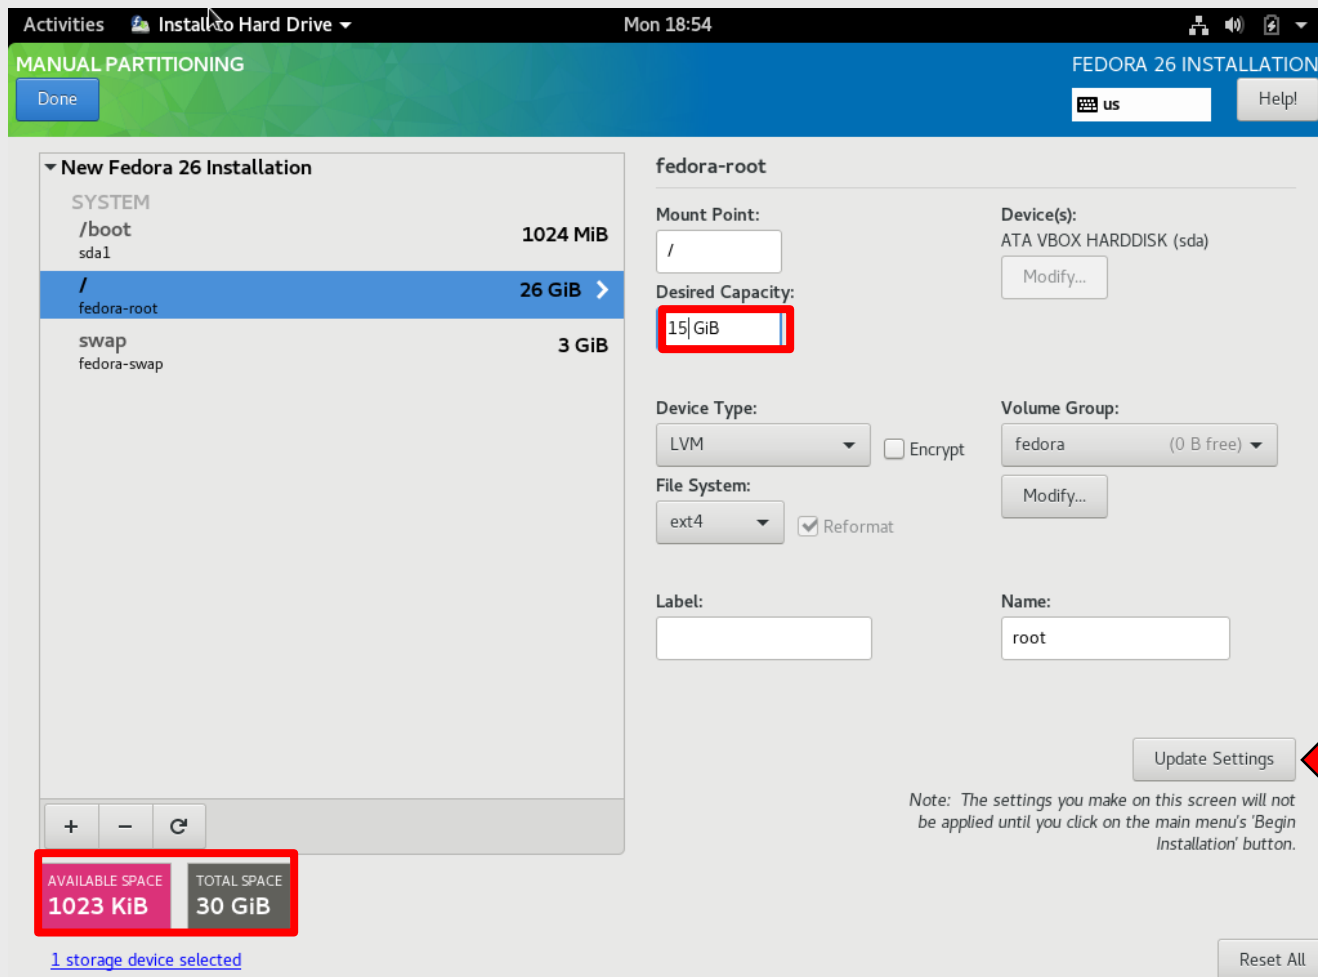 Activities Install to Hard Drive Mon 18:54
MANUAL PARTITIONING FEDORA 26 INSTALLATION
Done us Help!
New Fedora 26 Installation
SYSTEM
/boot 1024 MiB
sda1
/ 26 GiB
fedora-root
swap 3 GiB
fedora-swap
fedora-root
Mount Point: Device(s):
/ ATA VBOX HARDDISK (sda)
Modify...
Desired Capacity:
15 GiB
Device Type: Volume Group:
LVM Encrypt fedora (0 B free)
File System: Modify...
ext4 Reformat
Label: Name:
root
Update Settings
Note: The settings you make on this screen will not
be applied until you click on the main menu's 'Begin
Installation' button.
+ −
AVAILABLE SPACE TOTAL SPACE
1023 KiB 30 GiB
1 storage device selected Reset All